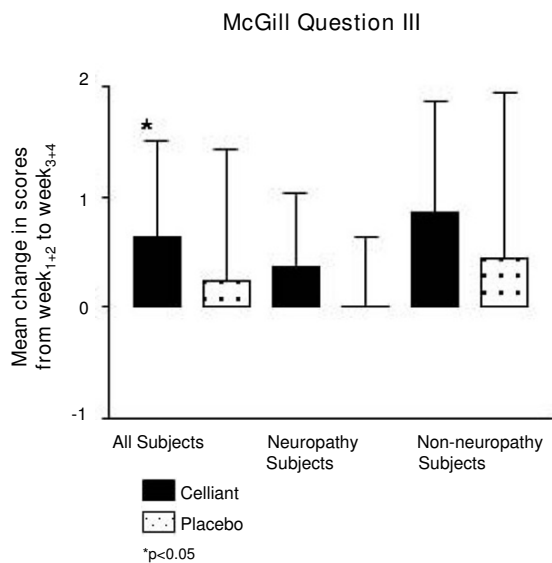 McGill Question III
Mean change in scores
from week1+2 to week3+4
2
1
0
-1
*
All Subjects
Neuropathy
Subjects
Non-neuropathy
Subjects
Celliant
Placebo
*p<0.05